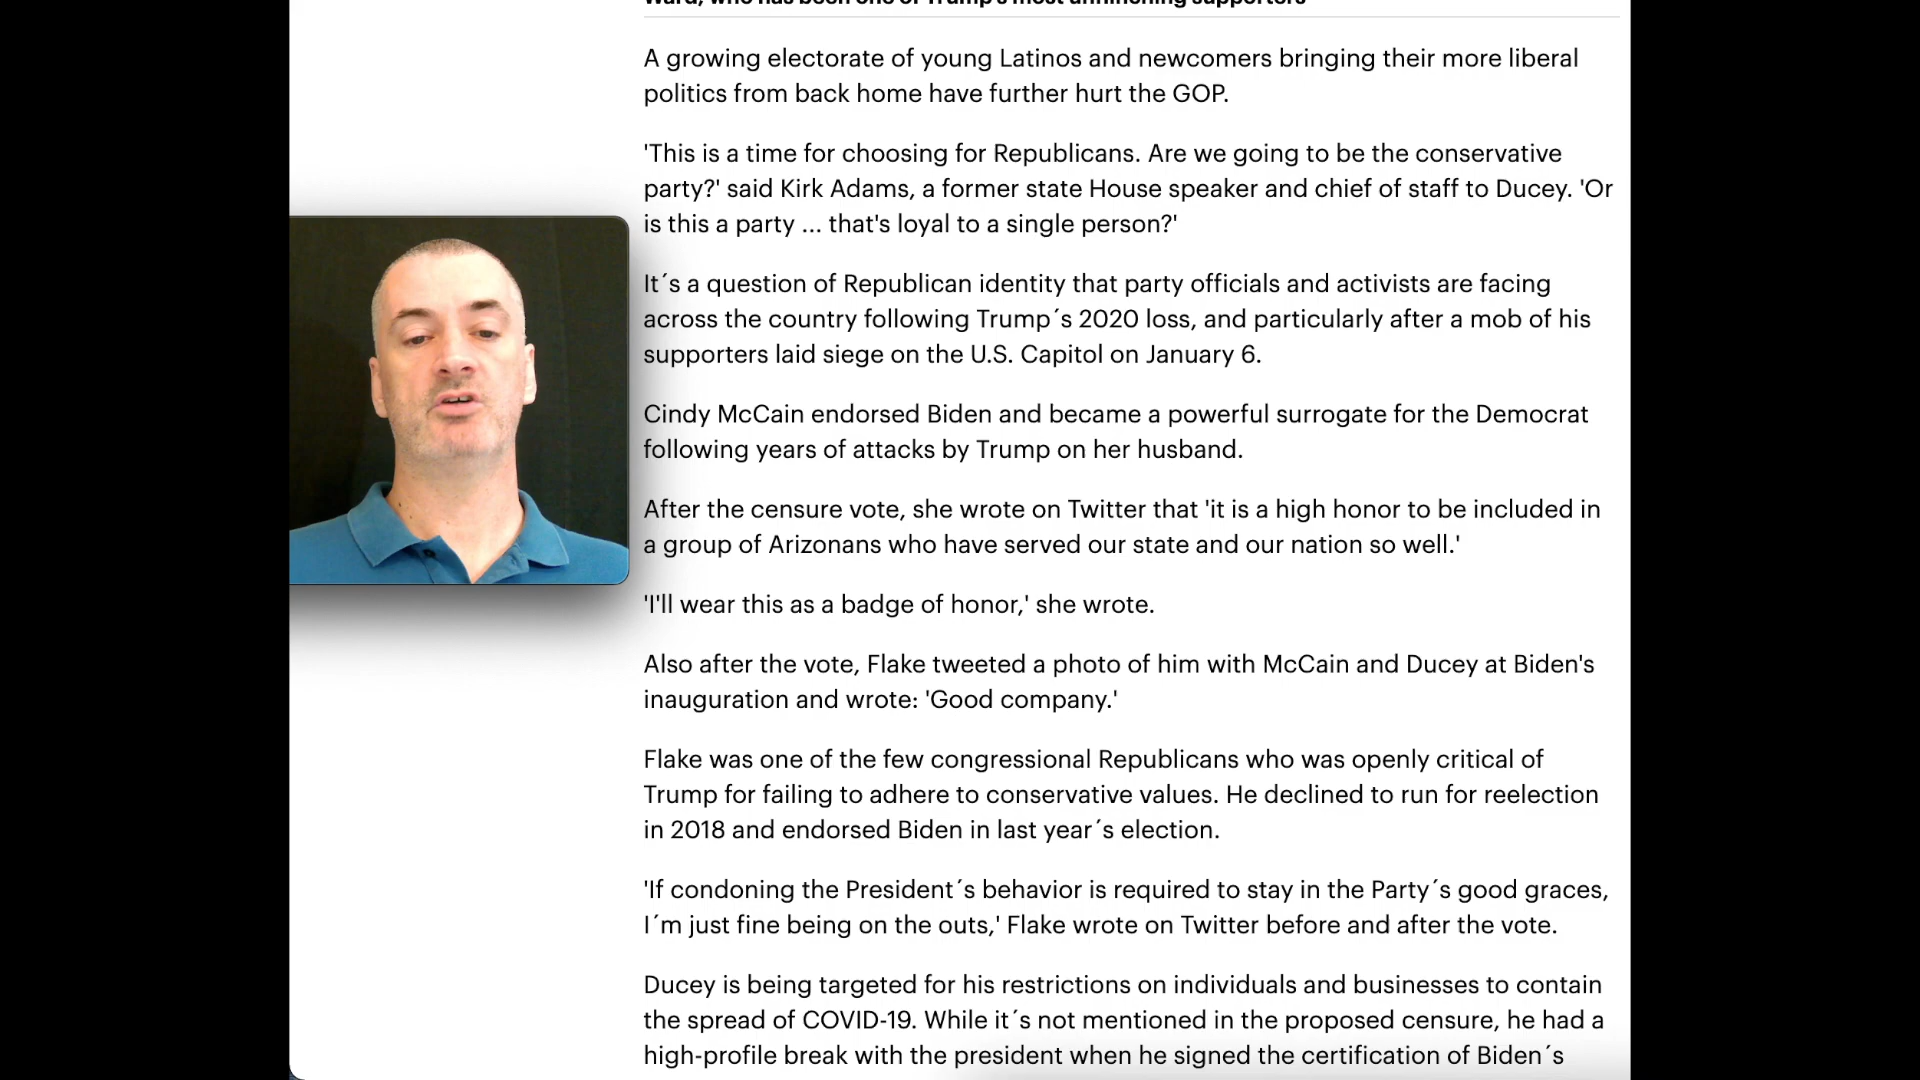 Ward, who has been one of Trump's most unflinching supporters
A growing electorate of young Latinos and newcomers bringing their more liberal
politics from back home have further hurt the GOP.
'This is a time for choosing for Republicans. Are we going to be the conservative
party?' said Kirk Adams, a former state House speaker and chief of staff to Ducey. 'Or
is this a party ... that's loyal to a single person?'
It´s a question of Republican identity that party officials and activists are facing
across the country following Trump´s 2020 loss, and particularly after a mob of his
supporters laid siege on the U.S. Capitol on January 6.
Cindy McCain endorsed Biden and became a powerful surrogate for the Democrat
following years of attacks by Trump on her husband.
After the censure vote, she wrote on Twitter that 'it is a high honor to be included in
a group of Arizonans who have served our state and our nation so well.'
'I'll wear this as a badge of honor,' she wrote.
Also after the vote, Flake tweeted a photo of him with McCain and Ducey at Biden's
inauguration and wrote: 'Good company.'
Flake was one of the few congressional Republicans who was openly critical of
Trump for failing to adhere to conservative values. He declined to run for reelection
in 2018 and endorsed Biden in last year´s election.
'If condoning the President´s behavior is required to stay in the Party´s good graces,
I´m just fine being on the outs,' Flake wrote on Twitter before and after the vote.
Ducey is being targeted for his restrictions on individuals and businesses to contain
the spread of COVID-19. While it´s not mentioned in the proposed censure, he had a
high-profile break with the president when he signed the certification of Biden´s